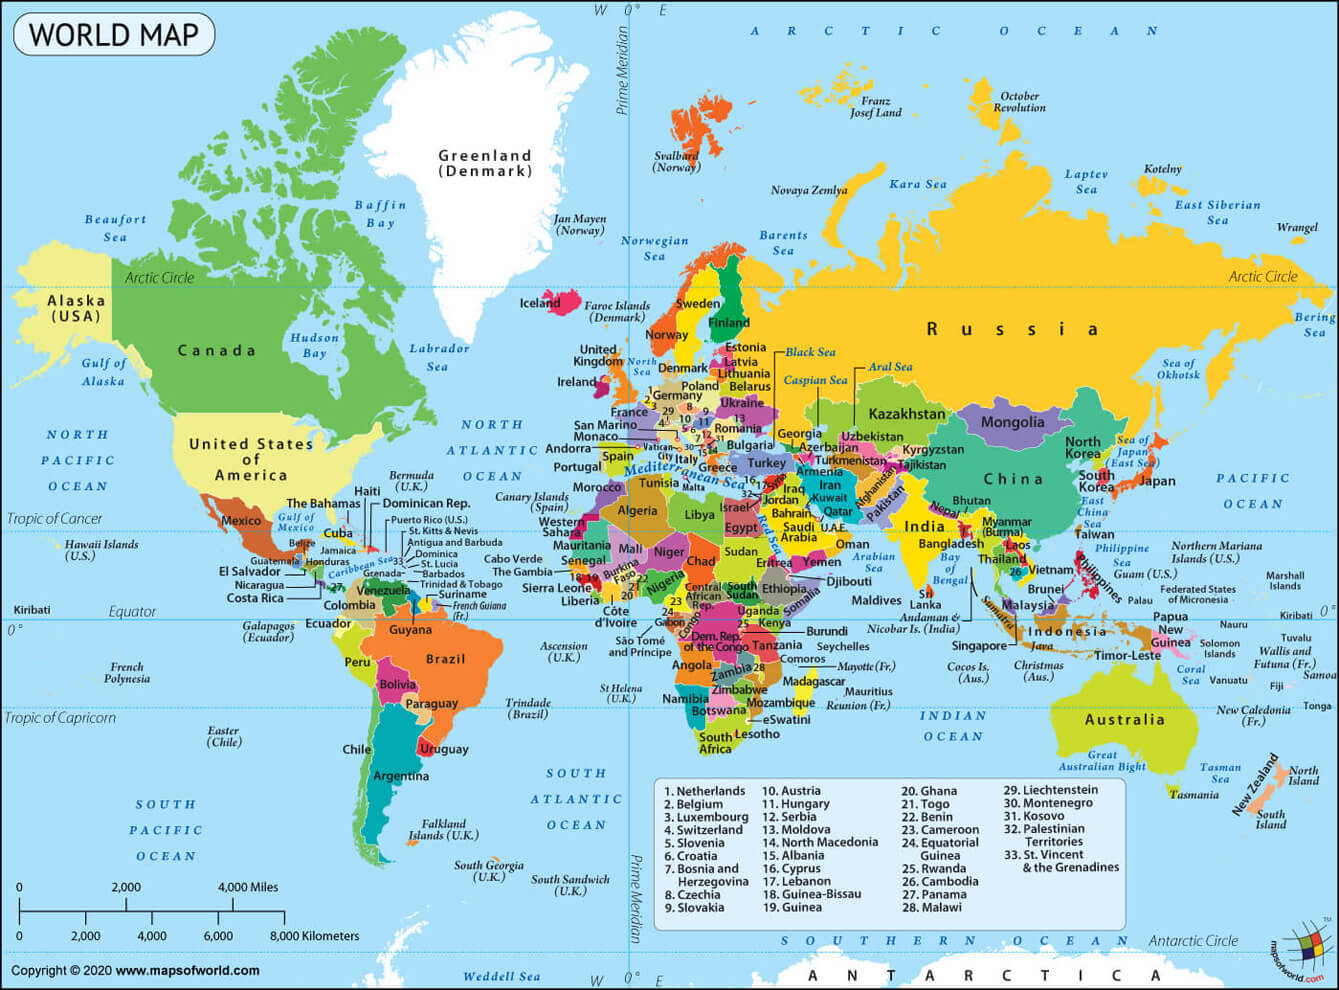 WORLD MAP
W 0° E
Prime Meridian
ARCTIC OCEAN
Greenland
(Denmark)
Svalbard
(Norway)
Franz
Josef Land
October
Revolution
Novaya Zemlya
Kara Sea
Laptev
Sea
Kotelny
East Siberian
Sea
Wrangel
Beaufort
Sea
Baffin
Bay
Jan Mayen
(Norway)
Norwegian
Sea
Barents
Sea
Arctic Circle
Arctic Circle
Alaska
(USA)
Gulf of
Alaska
Canada
Hudson
Bay
Labrador
Sea
Iceland
Faroe Islands
(Denmark)
Sweden
Finland
Norway
Russia
Bering
Sea
Sea of
Okhotsk
United
Kingdom
North
Sea
Ireland
Denmark
Estonia
Latvia
Lithuania
Poland
Belarus
Germany
Ukraine
France
San Marino
Monaco
Andorra
Vatican
City
Italy
Romania
Bulgaria
Spain
Portugal
Greece
Malta
Mediterranean Sea
Black Sea
Caspian Sea
Aral Sea
Kazakhstan
Mongolia
Georgia
Azerbaijan
Armenia
Uzbekistan
Turkmenistan
Kyrgyzstan
Tajikistan
Turkey
Syria
Iraq
Iran
Kuwait
Afghanistan
Pakistan
China
North
Korea
South
Korea
Sea of
Japan
(East Sea)
Japan
East
China
Sea
Taiwan
NORTH
PACIFIC
OCEAN
United States
of
America
NORTH
ATLANTIC
OCEAN
PACIFIC
OCEAN
Bermuda
(U.K.)
Tropic of Cancer
Hawaii Islands
(U.S.)
Mexico
Gulf of
Mexico
The Bahamas
Haiti
Dominican Rep.
Cuba
Puerto Rico (U.S.)
St. Kitts & Nevis
Antigua and Barbuda
Dominica
St. Lucia
Barbados
33
Jamaica
Belize
Honduras
Guatemala
El Salvador
Nicaragua
Costa Rica
27
Caribbean Sea
Grenada
Trinidad & Tobago
Suriname
French Guiana
(Fr.)
Venezuela
Colombia
Guyana
Ecuador
Galapagos
(Ecuador)
Kiribati
Equator
0°
Peru
Brazil
Bolivia
Paraguay
Chile
Argentina
Uruguay
French
Polynesia
Tropic of Capricorn
Easter
(Chile)
SOUTH
PACIFIC
OCEAN
Falkland
Islands (U.K.)
South Georgia
(U.K.)
South Sandwich
(U.K.)
SOUTH
ATLANTIC
OCEAN
Trindade
(Brazil)
Ascension
(U.K.)
St Helena
(U.K.)
Canary Islands
(Spain)
Morocco
Tunisia
Algeria
Libya
Egypt
Israel
Jordan
Western
Sahara
Mauritania
Senegal
Cabo Verde
The Gambia
Sierra Leone
Liberia
Côte
d'Ivoire
Mali
Burkina
Faso
Niger
Nigeria
Chad
Sudan
Eritrea
Central
African
Rep.
South
Sudan
Ethiopia
Djibouti
Somalia
Uganda
Kenya
Gabon
Congo
Dem. Rep.
of the Congo
São Tomé
and Principe
Burundi
Tanzania
Seychelles
Comoros
Mayotte (Fr.)
Angola
Zambia
Madagascar
Mauritius
Reunion (Fr.)
Namibia
Zimbabwe
Botswana
Mozambique
eSwatini
Lesotho
South
Africa
Red Sea
Saudi
Arabia
Bahrain
Qatar
U.A.E.
Oman
Yemen
Arabian
Sea
India
Nepal
Bhutan
Bangladesh
Bay
of
Bengal
Sri
Lanka
Maldives
Andaman &
Nicobar Is. (India)
Myanmar
(Burma)
Laos
Thailand
Vietnam
26
Philippines
Philippine
Sea
Northern Mariana
Islands (U.S.)
Guam (U.S.)
Palau
Federated States
of Micronesia
Marshall
Islands
Brunei
Malaysia
Singapore
Sumatra
Indonesia
Java
Timor-Leste
Papua
New
Guinea
Nauru
Kiribati
0°
Solomon
Islands
Tuvalu
Wallis and
Futuna (Fr.)
Samoa
Vanuatu
Fiji
Tonga
New Caledonia
(Fr.)
Coral
Sea
Cocos Is.
(Aus.)
Christmas
(Aus.)
INDIAN
OCEAN
Australia
Great
Australian Bight
Tasmania
Tasman
Sea
New Zealand
North
Island
South
Island
1. Netherlands
2. Belgium
3. Luxembourg
4. Switzerland
5. Slovenia
6. Croatia
7. Bosnia and
Herzegovina
8. Czechia
9. Slovakia
10. Austria
11. Hungary
12. Serbia
13. Moldova
14. North Macedonia
15. Albania
16. Cyprus
17. Lebanon
18. Guinea-Bissau
19. Guinea
20. Ghana
21. Togo
22. Benin
23. Cameroon
24. Equatorial
Guinea
25. Rwanda
26. Cambodia
27. Panama
28. Malawi
29. Liechtenstein
30. Montenegro
31. Kosovo
32. Palestinian
Territories
33. St. Vincent
& the Grenadines
0 2,000 4,000 Miles
0 2,000 4,000 6,000 8,000 Kilometers
Prime Meridian
SOUTHERN OCEAN
Antarctic Circle
Weddell Sea
W 0° E
ANTARCTICA
Copyright © 2020 www.mapsofworld.com
mapsofworld.com
TM